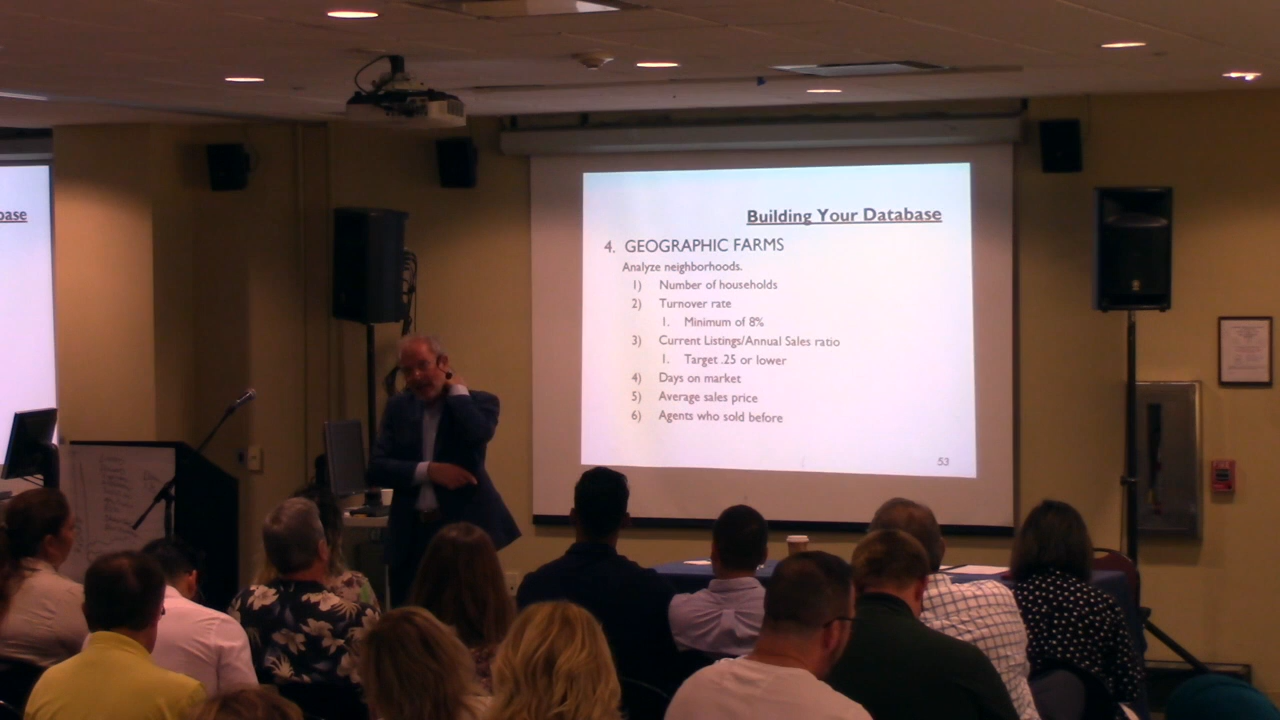 base
Building Your Database
4. GEOGRAPHIC FARMS
Analyze neighborhoods.
1) Number of households
2) Turnover rate
1. Minimum of 8%
3) Current Listings/Annual Sales ratio
1. Target .25 or lower
4) Days on market
5) Average sales price
6) Agents who sold before
53